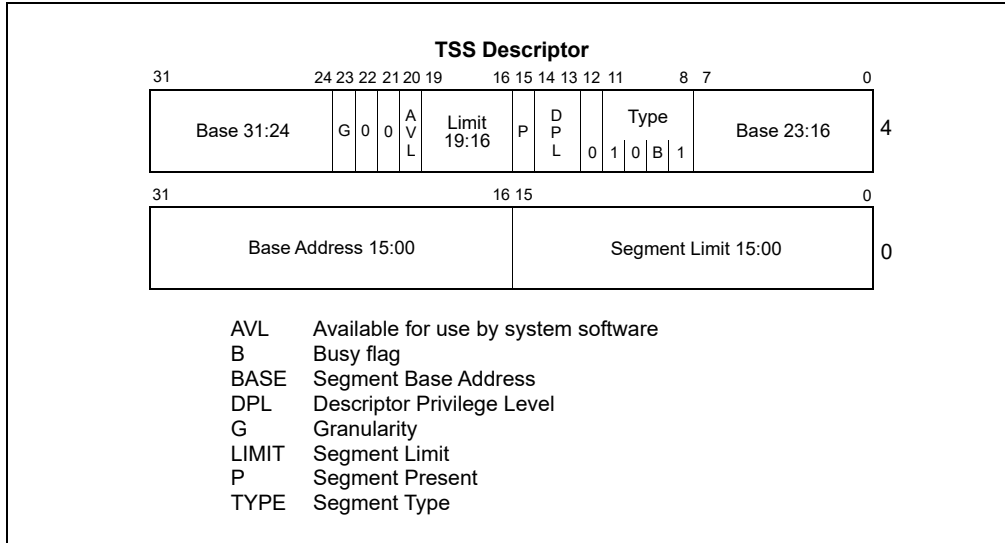 TSS Descriptor
31 24 23 22 21 20 19 16 15 14 13 12 11 8 7 0
Base 31:24 G 0 0 AVL Limit 19:16 P DPL 0 Type 1 0 B 1 Base 23:16 4
31 16 15 0
Base Address 15:00 Segment Limit 15:00 0
AVL Available for use by system software
B Busy flag
BASE Segment Base Address
DPL Descriptor Privilege Level
G Granularity
LIMIT Segment Limit
P Segment Present
TYPE Segment Type